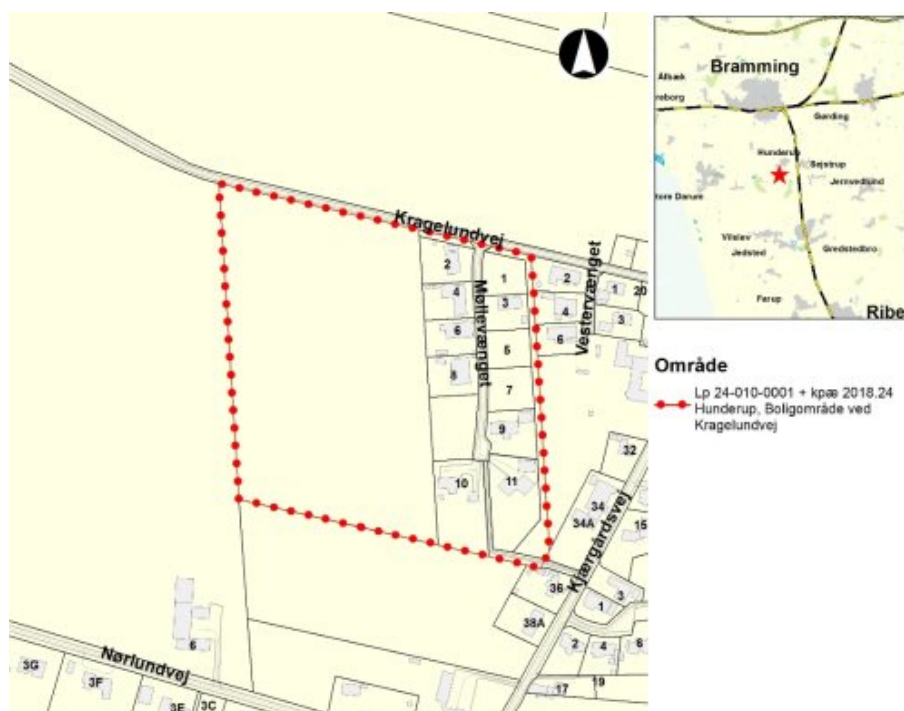 Kragelundvej
Møllevænget
Vestervænget
Kjærgårdsvej
Nørlundvej
2
4
6
8
10
1
3
5
7
9
11
2
4
6
1
3
20
32
34
34A
15
36
38A
1
3
2
4
6
17
19
6
3G
3F
3E
3C
Bramming
Gørding
Hunderup
Sejstrup
Jernvedlund
Store Darum
Vilslev
Jedsted
Gredstedbro
Farup
Ribe
Område
Lp 24-010-0001 + kpæ 2018.24
Hunderup, Boligområde ved
Kragelundvej